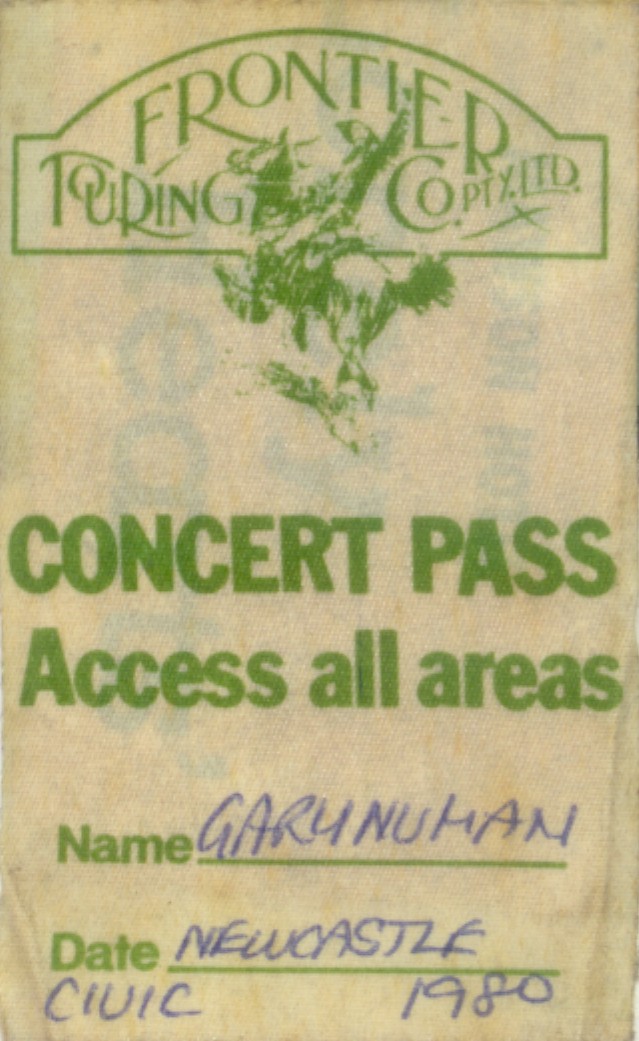 FRONTIER
TOURING CO. PTY. LTD.
CONCERT PASS
Access all areas
Name GARY NUMAN
Date NEWCASTLE
CIVIC 1980